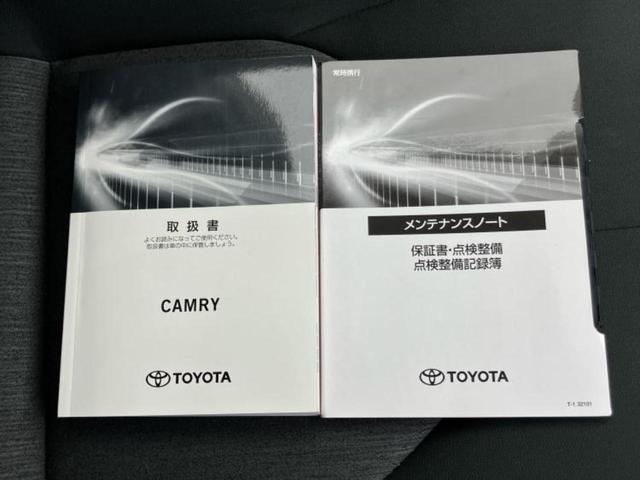 取扱書
よくお読みになってご使用ください。
取扱書は車の中に保管しましょう。
CAMRY
TOYOTA
常時携行
メンテナンスノート
保証書・点検整備
点検整備記録簿
TOYOTA
T-1 32101